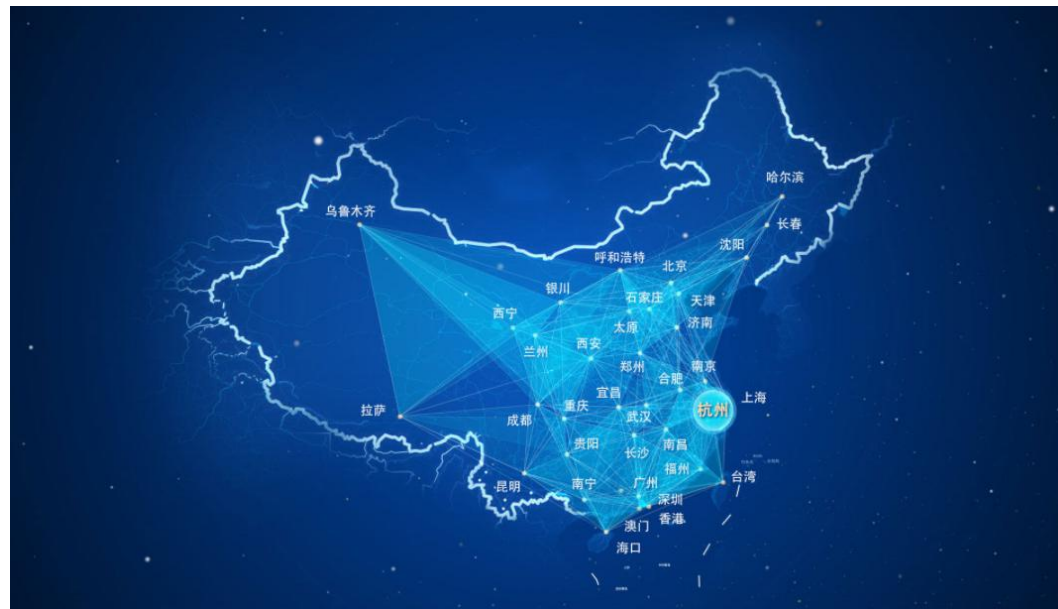 哈尔滨
乌鲁木齐
长春
沈阳
呼和浩特
北京
银川
石家庄
天津
西宁
太原
济南
兰州
西安
郑州
南京
合肥
宜昌
上海
拉萨
重庆
杭州
成都
武汉
贵阳
长沙
南昌
福州
台湾
昆明
南宁
广州
深圳
香港
澳门
海口